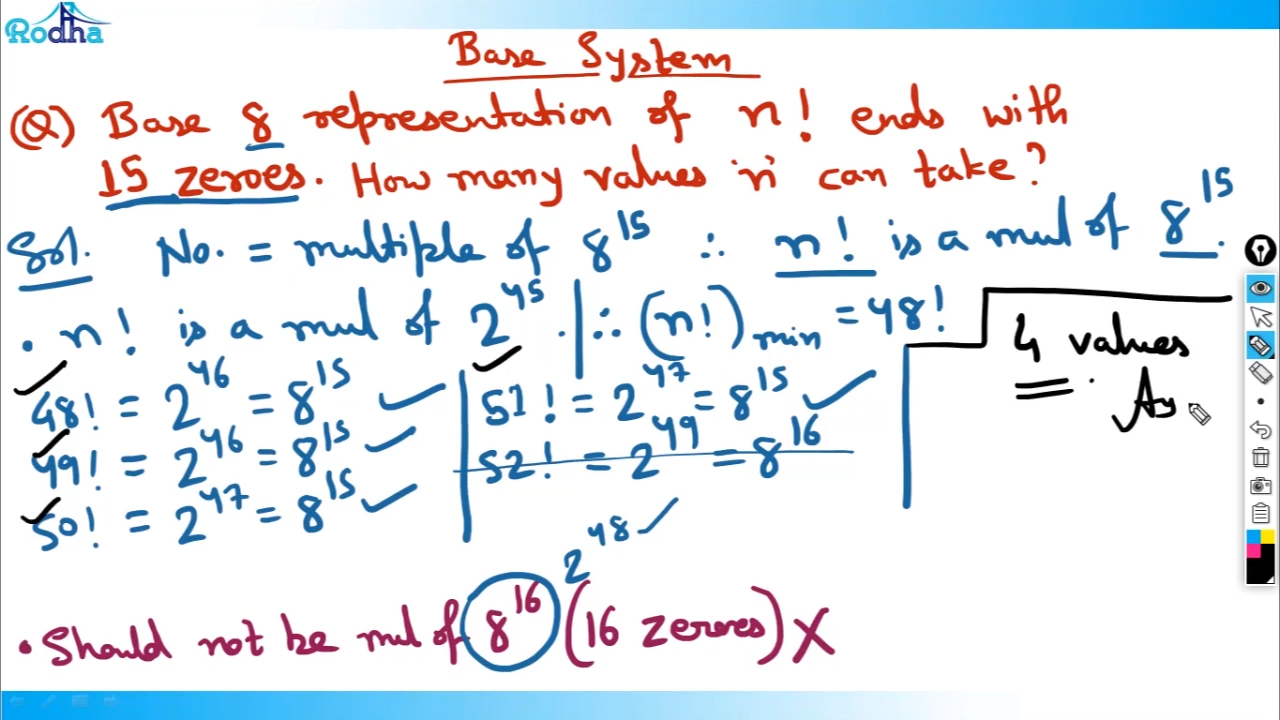 Rodha
Base System
(Q) Base 8 representation of n! ends with
15 zeroes. How many values 'n' can take?
Sol. No. = multiple of 8^15 ∴ n! is a mul of 8^15.
. n! is a mul of 2^45. ∴ (n!)min = 48!
48! = 2^46 = 8^15 ✓
49! = 2^46 = 8^15 ✓
50! = 2^47 = 8^15 ✓
51! = 2^47 = 8^15 ✓
52! = 2^49 = 8^16
4 values
2^48 ✓
• Should not be mul of 8^16 (16 zeroes) X